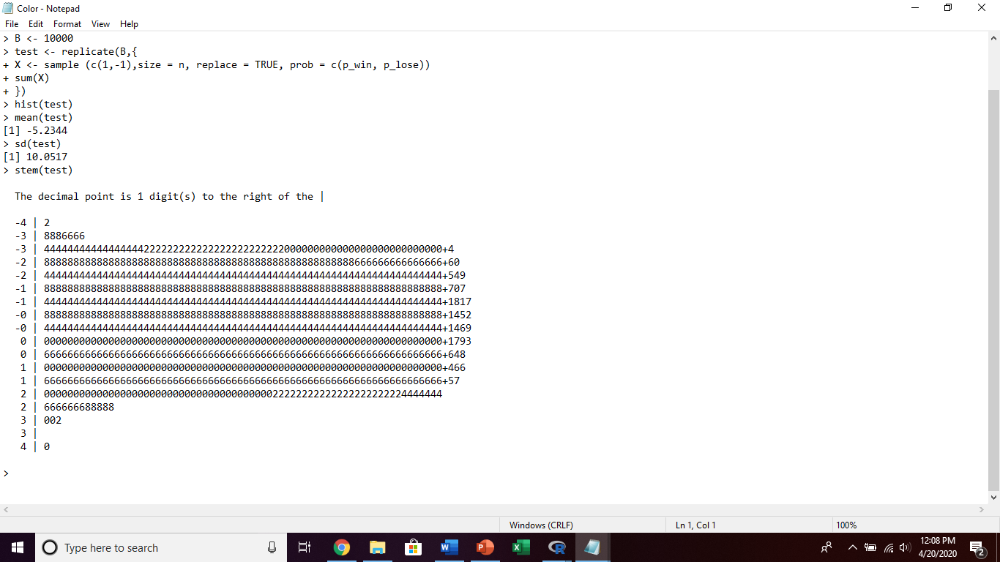 Color - Notepad
File Edit Format View Help
> B <- 10000
> test <- replicate(B,{
+ X <- sample (c(1,-1),size = n, replace = TRUE, prob = c(p_win, p_lose))
+ sum(X)
+ })
> hist(test)
> mean(test)
[1] -5.2344
> sd(test)
[1] 10.0517
> stem(test)
The decimal point is 1 digit(s) to the right of the |
-4 | 2
-3 | 8886666
-3 | 44444444444444444222222222222222222222222000000000000000000000000000+4
-2 | 88888888888888888888888888888888888888888888888888888666666666666666+60
-2 | 44444444444444444444444444444444444444444444444444444444444444444444+549
-1 | 88888888888888888888888888888888888888888888888888888888888888888888+707
-1 | 44444444444444444444444444444444444444444444444444444444444444444444+1817
-0 | 88888888888888888888888888888888888888888888888888888888888888888888+1452
-0 | 44444444444444444444444444444444444444444444444444444444444444444444+1469
0 | 00000000000000000000000000000000000000000000000000000000000000000000+1793
0 | 66666666666666666666666666666666666666666666666666666666666666666666+648
1 | 00000000000000000000000000000000000000000000000000000000000000000000+466
1 | 66666666666666666666666666666666666666666666666666666666666666666666+57
2 | 00000000000000000000000000000000000000022222222222222222222224444444
2 | 666666688888
3 | 002
3 |
4 | 0
>
Windows (CRLF) Ln 1, Col 1 100%
Type here to search
12:08 PM
4/20/2020
2